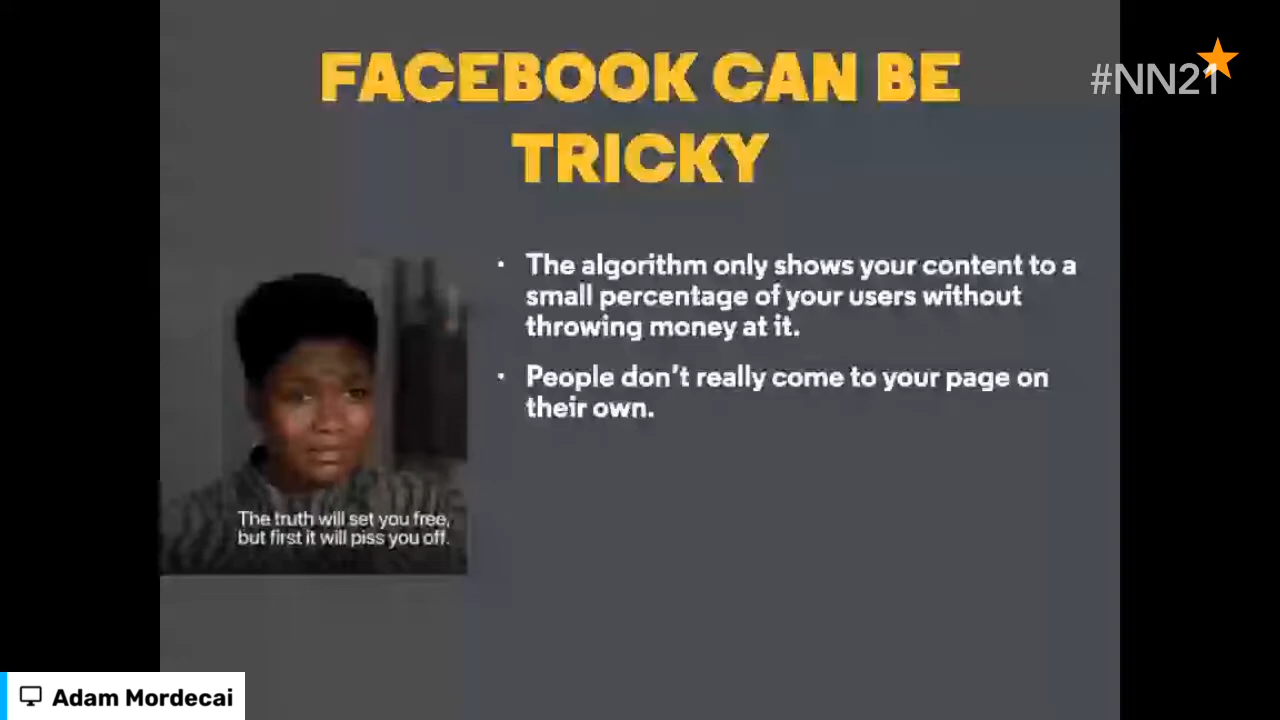 FACEBOOK CAN BE
TRICKY
#NN21
· The algorithm only shows your content to a
small percentage of your users without
throwing money at it.
· People don't really come to your page on
their own.
The truth will set you free,
but first it will piss you off.
Adam Mordecai